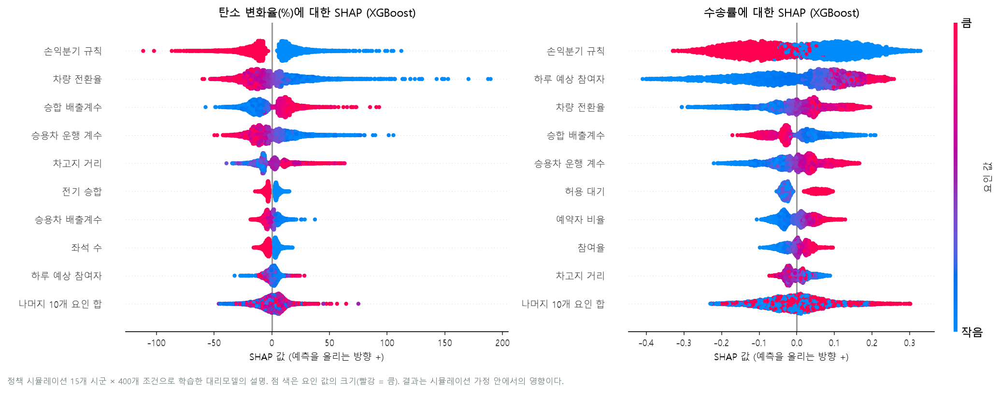 탄소 변화율(%)에 대한 SHAP (XGBoost)
손익분기 규칙
차량 전환율
승합 배출계수
승용차 운행 계수
차고지 거리
전기 승합
승용차 배출계수
좌석 수
하루 예상 참여자
나머지 10개 요인 합
-100 -50 0 50 100 150 200
SHAP 값 (예측을 올리는 방향 +)
수송률에 대한 SHAP (XGBoost)
손익분기 규칙
하루 예상 참여자
차량 전환율
승합 배출계수
승용차 운행 계수
허용 대기
예약자 비율
참여율
차고지 거리
나머지 10개 요인 합
-0.4 -0.3 -0.2 -0.1 0.0 0.1 0.2 0.3
SHAP 값 (예측을 올리는 방향 +)
큼
요인 값
작음
정책 시뮬레이션 15개 시군 × 400개 조건으로 학습한 대리모델의 설명. 점 색은 요인 값의 크기(빨강 = 큼). 결과는 시뮬레이션 가정 안에서의 영향이다.